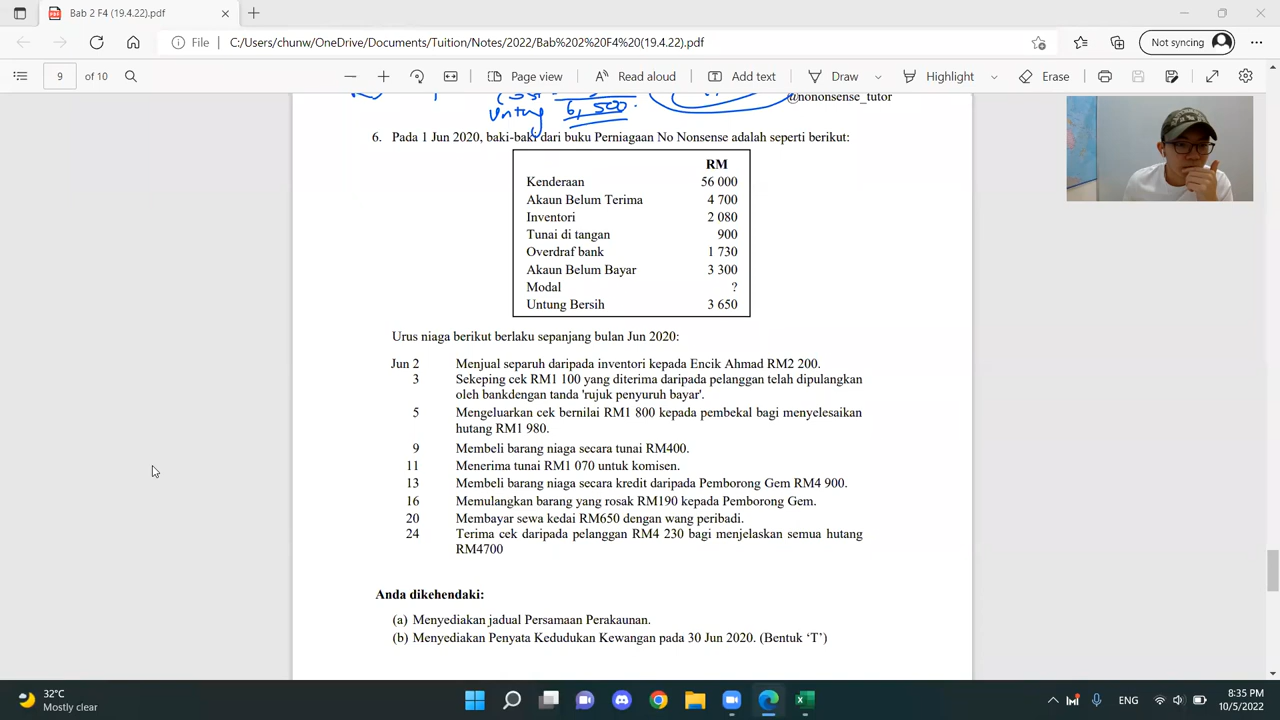 Bab 2 F4 (19.4.22).pdf
File C:/Users/chunw/OneDrive/Documents/Tuition/Notes/2022/Bab%202%20F4%20(19.4.22).pdf
Not syncing
9 of 10 Page view Read aloud Add text Draw Highlight Erase
untung 6,500
@nononsense_tutor
6. Pada 1 Jun 2020, baki-baki dari buku Perniagaan No Nonsense adalah seperti berikut:
RM
Kenderaan 56 000
Akaun Belum Terima 4 700
Inventori 2 080
Tunai di tangan 900
Overdraf bank 1 730
Akaun Belum Bayar 3 300
Modal ?
Untung Bersih 3 650
Urus niaga berikut berlaku sepanjang bulan Jun 2020:
Jun 2 Menjual separuh daripada inventori kepada Encik Ahmad RM2 200.
3 Sekeping cek RM1 100 yang diterima daripada pelanggan telah dipulangkan
oleh bankdengan tanda 'rujuk penyuruh bayar'.
5 Mengeluarkan cek bernilai RM1 800 kepada pembekal bagi menyelesaikan
hutang RM1 980.
9 Membeli barang niaga secara tunai RM400.
11 Menerima tunai RM1 070 untuk komisen.
13 Membeli barang niaga secara kredit daripada Pemborong Gem RM4 900.
16 Memulangkan barang yang rosak RM190 kepada Pemborong Gem.
20 Membayar sewa kedai RM650 dengan wang peribadi.
24 Terima cek daripada pelanggan RM4 230 bagi menjelaskan semua hutang
RM4700
Anda dikehendaki:
(a) Menyediakan jadual Persamaan Perakaunan.
(b) Menyediakan Penyata Kedudukan Kewangan pada 30 Jun 2020. (Bentuk ‘T’)
32°C
Mostly clear
ENG
8:35 PM
10/5/2022